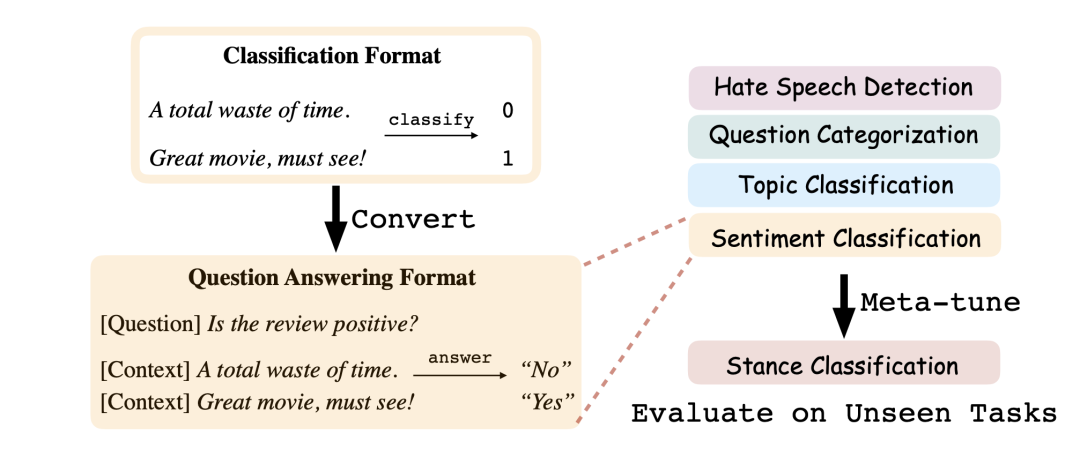 Classification Format
A total waste of time. classify 0
Great movie, must see! 1
Convert
Question Answering Format
[Question] Is the review positive?
[Context] A total waste of time. answer “No”
[Context] Great movie, must see! “Yes”
Hate Speech Detection
Question Categorization
Topic Classification
Sentiment Classification
Meta-tune
Stance Classification
Evaluate on Unseen Tasks